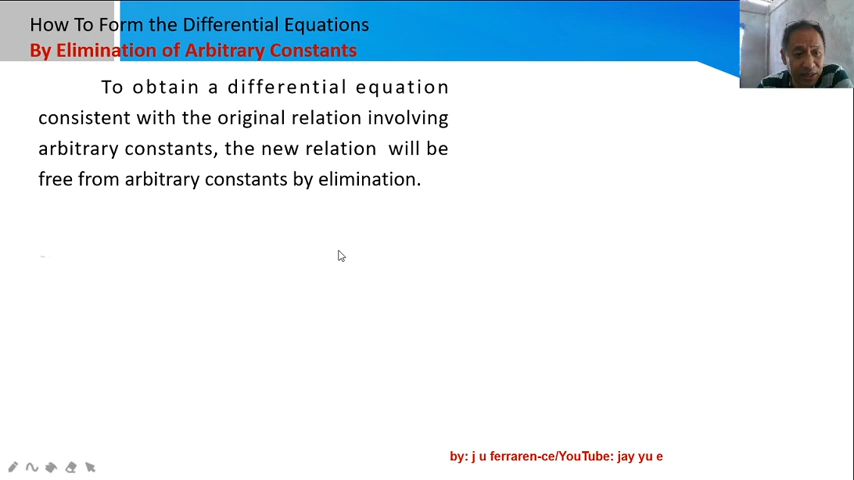 How To Form the Differential Equations
By Elimination of Arbitrary Constants
To obtain a differential equation
consistent with the original relation involving
arbitrary constants, the new relation will be
free from arbitrary constants by elimination.
by: j u ferraren-ce/YouTube: jay yu e